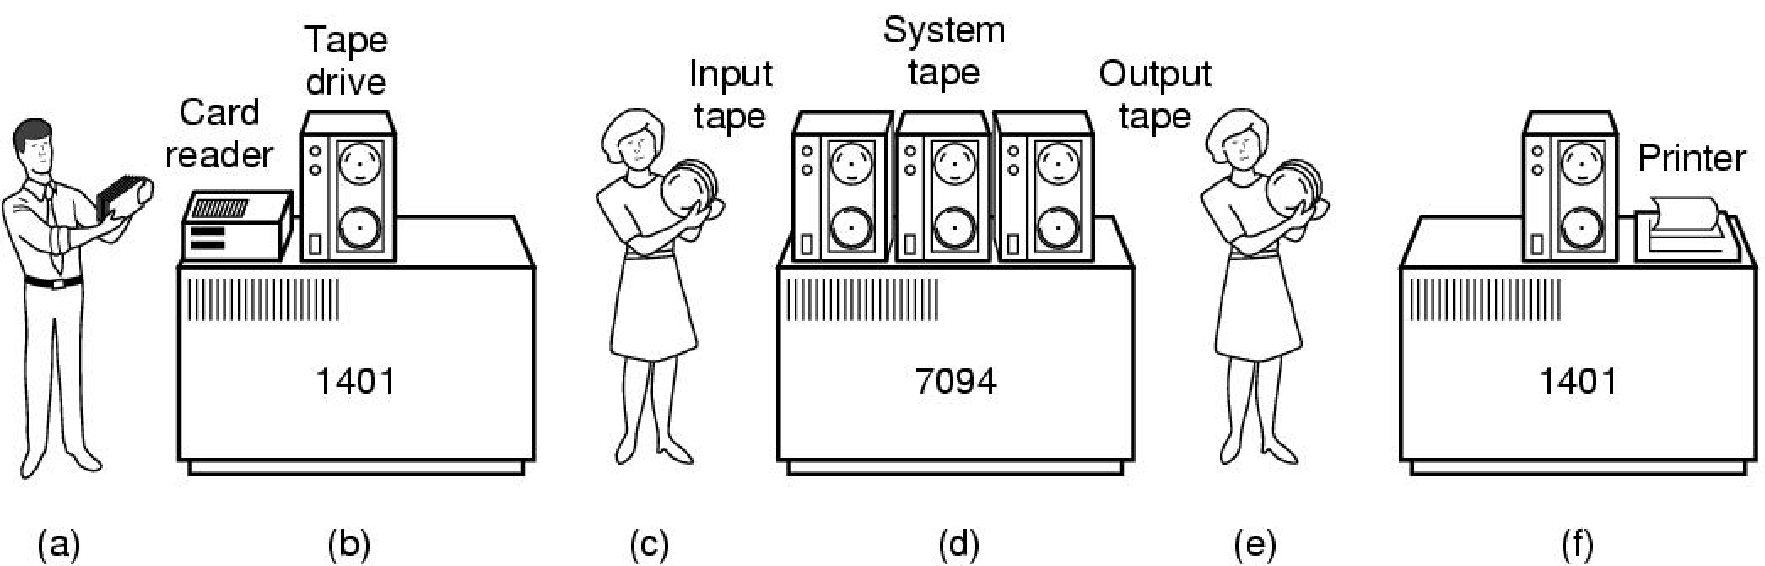 Card
reader
Tape
drive
Input
tape
System
tape
Output
tape
Printer
1401
7094
1401
(a)
(b)
(c)
(d)
(e)
(f)